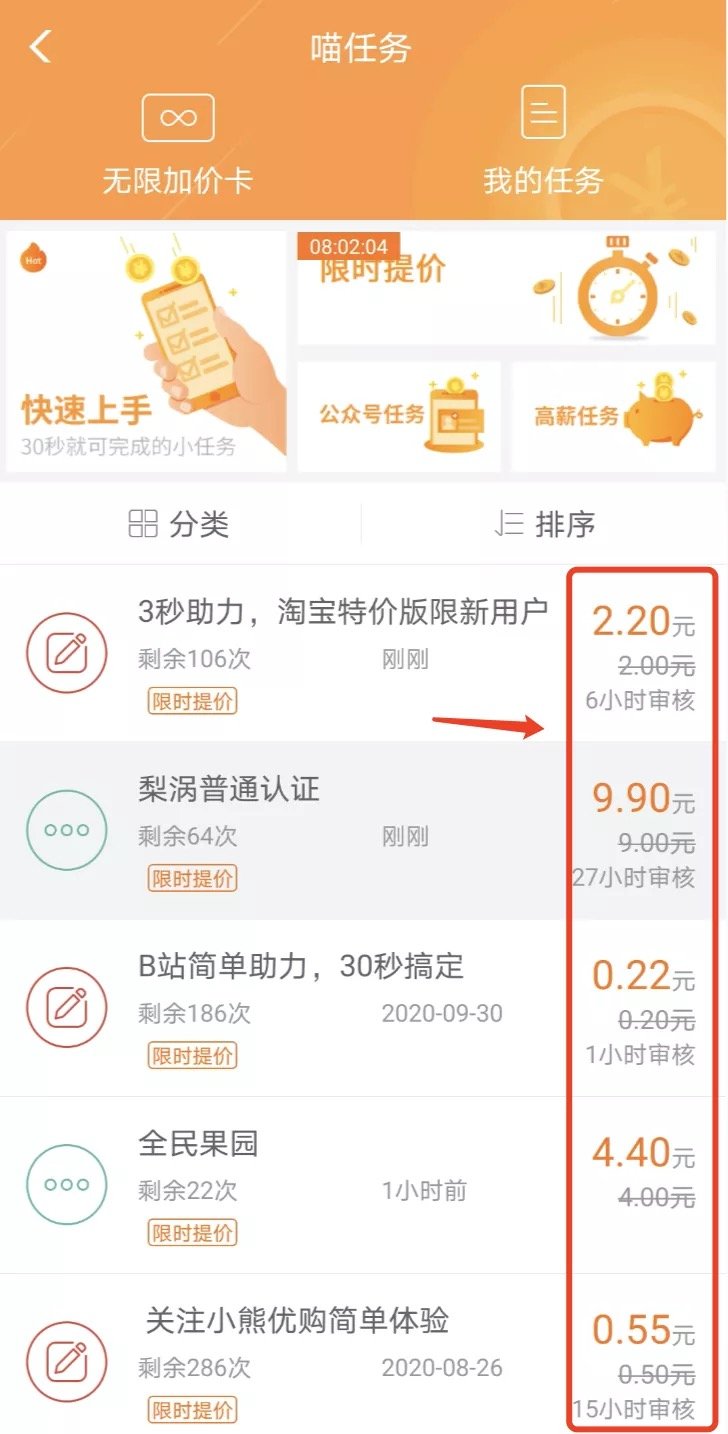 喵任务
无限加价卡
我的任务
Hot
快速上手
30秒就可完成的小任务
08:02:04
限时提价
公众号任务
高薪任务
分类
排序
3秒助力，淘宝特价版限新用户
2.20元
剩余106次
刚刚
2.00元
限时提价
6小时审核
梨涡普通认证
9.90元
剩余64次
刚刚
9.00元
限时提价
27小时审核
B站简单助力，30秒搞定
0.22元
剩余186次
2020-09-30
0.20元
限时提价
1小时审核
全民果园
4.40元
剩余22次
1小时前
4.00元
限时提价
关注小熊优购简单体验
0.55元
剩余286次
2020-08-26
0.50元
限时提价
15小时审核